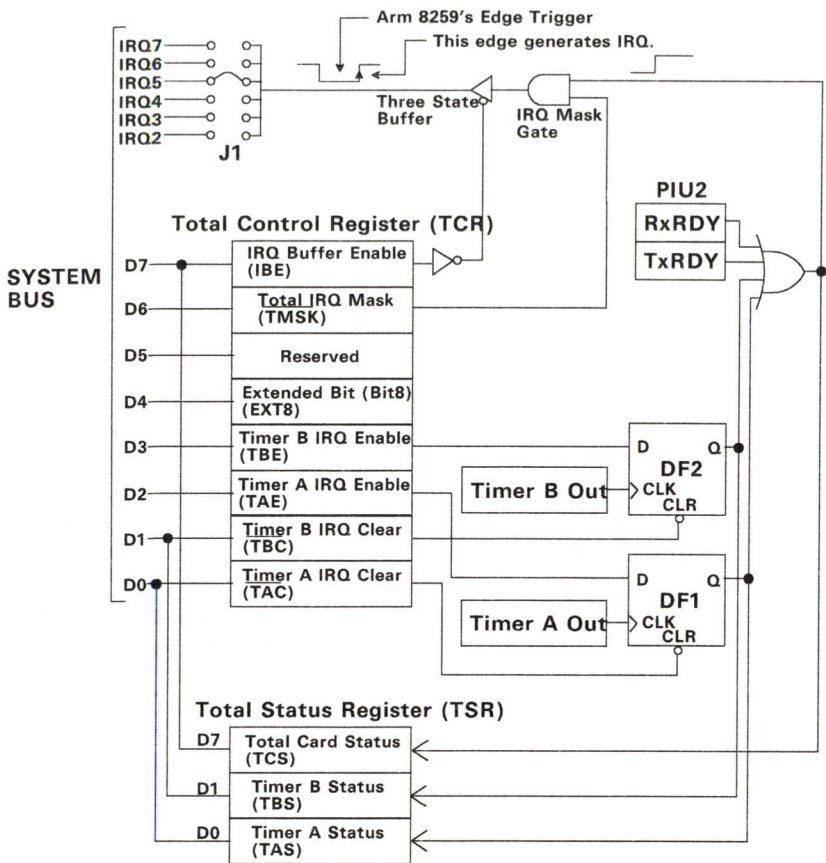 Arm 8259's Edge Trigger
This edge generates IRQ.
IRQ7
IRQ6
IRQ5
IRQ4
IRQ3
IRQ2
J1
Three State
Buffer
IRQ Mask
Gate
PIU2
RxRDY
TxRDY
Total Control Register (TCR)
SYSTEM
BUS
D7
IRQ Buffer Enable
(IBE)
D6
Total IRQ Mask
(TMSK)
D5
Reserved
D4
Extended Bit (Bit8)
(EXT8)
D3
Timer B IRQ Enable
(TBE)
D2
Timer A IRQ Enable
(TAE)
D1
Timer B IRQ Clear
(TBC)
D0
Timer A IRQ Clear
(TAC)
Timer B Out
D
Q
DF2
CLK
CLR
Timer A Out
D
Q
DF1
CLK
CLR
Total Status Register (TSR)
D7
Total Card Status
(TCS)
D1
Timer B Status
(TBS)
D0
Timer A Status
(TAS)